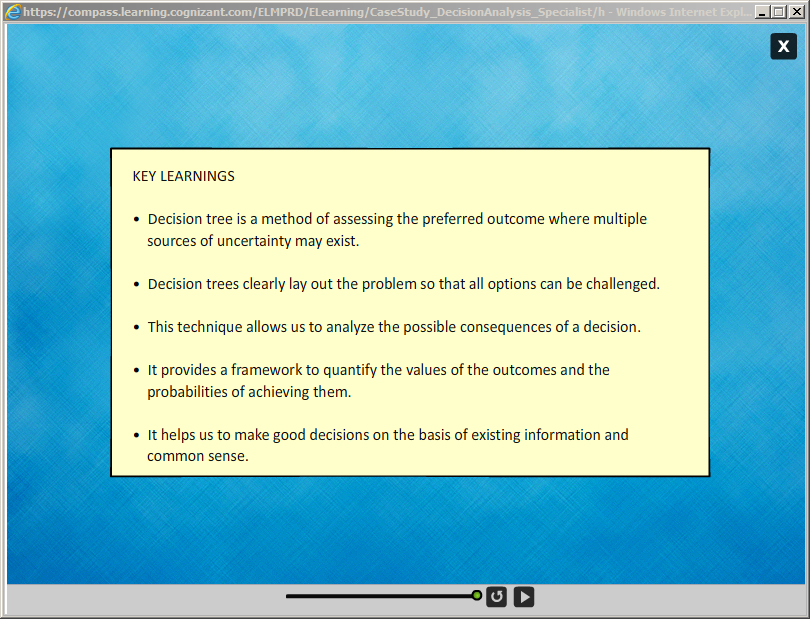 https://compass.learning.cognizant.com/ELMPRD/ELearning/CaseStudy_DecisionAnalysis_Specialist/h - Windows Internet Expl...
X
KEY LEARNINGS
• Decision tree is a method of assessing the preferred outcome where multiple
sources of uncertainty may exist.
• Decision trees clearly lay out the problem so that all options can be challenged.
• This technique allows us to analyze the possible consequences of a decision.
• It provides a framework to quantify the values of the outcomes and the
probabilities of achieving them.
• It helps us to make good decisions on the basis of existing information and
common sense.